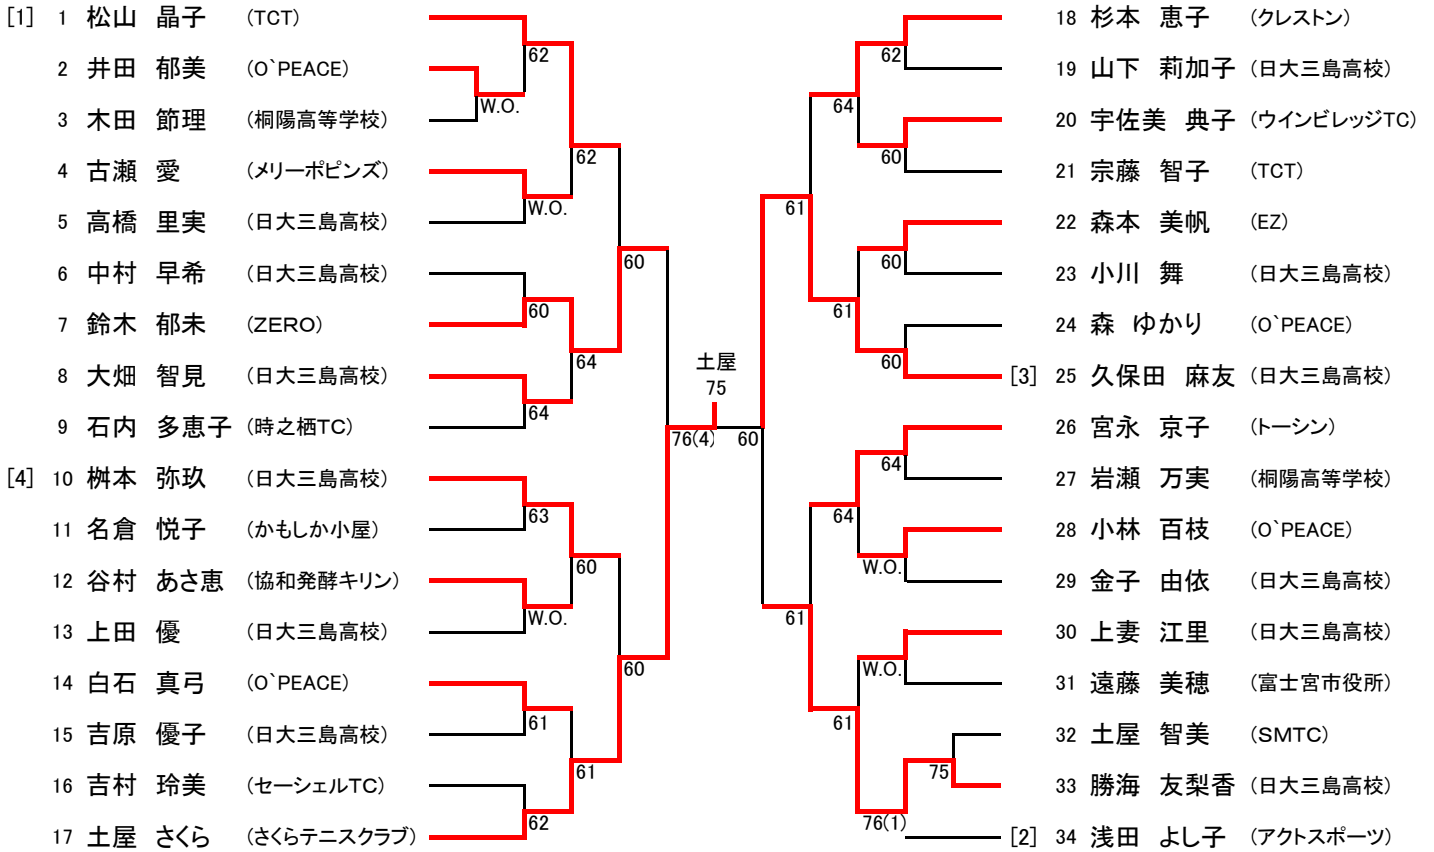 [1] 1 松山 晶子 (TCT)
2 井田 郁美 (O`PEACE)
3 木田 節理 (桐陽高等学校)
4 古瀬 愛 (メリーポピンズ)
5 高橋 里実 (日大三島高校)
6 中村 早希 (日大三島高校)
7 鈴木 郁未 (ZERO)
8 大畑 智見 (日大三島高校)
9 石内 多恵子 (時之栖TC)
[4] 10 桝本 弥玖 (日大三島高校)
11 名倉 悦子 (かもしか小屋)
12 谷村 あさ恵 (協和発酵キリン)
13 上田 優 (日大三島高校)
14 白石 真弓 (O`PEACE)
15 吉原 優子 (日大三島高校)
16 吉村 玲美 (セーシェルTC)
17 土屋 さくら (さくらテニスクラブ)
62
W.O.
W.O.
60
64
63
W.O.
61
62
62
64
60
61
60
60
76(4)
土屋
75
60
61
61
64
61
64
61
62
60
60
60
64
W.O.
W.O.
76(1)
75
18 杉本 恵子 (クレストン)
19 山下 莉加子 (日大三島高校)
20 宇佐美 典子 (ウインビレッジTC)
21 宗藤 智子 (TCT)
22 森本 美帆 (EZ)
23 小川 舞 (日大三島高校)
24 森 ゆかり (O`PEACE)
[3] 25 久保田 麻友 (日大三島高校)
26 宮永 京子 (トーシン)
27 岩瀬 万実 (桐陽高等学校)
28 小林 百枝 (O`PEACE)
29 金子 由依 (日大三島高校)
30 上妻 江里 (日大三島高校)
31 遠藤 美穂 (富士宮市役所)
32 土屋 智美 (SMTC)
33 勝海 友梨香 (日大三島高校)
[2] 34 浅田 よし子 (アクトスポーツ)